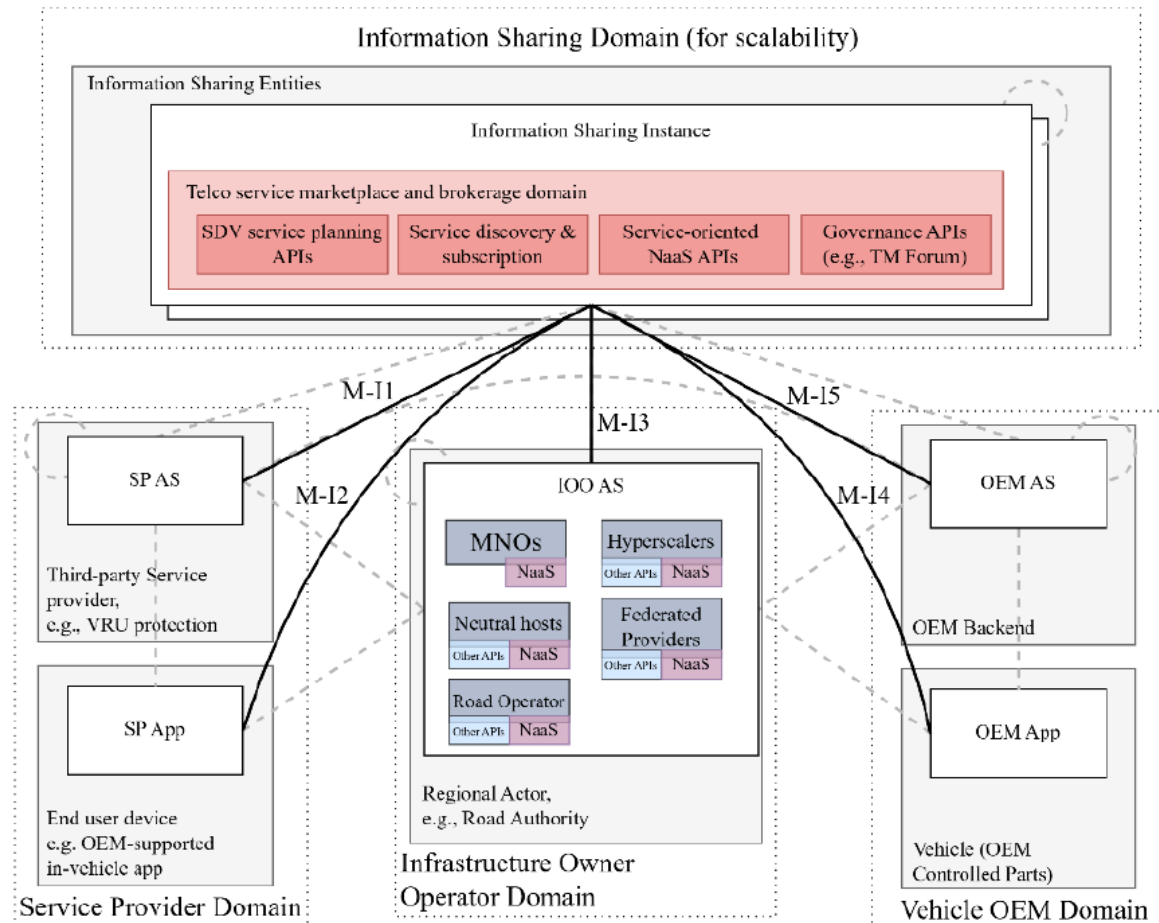 Information Sharing Domain (for scalability)
Information Sharing Entities
Information Sharing Instance
Telco service marketplace and brokerage domain
SDV service planning
APIs
Service discovery &
subscription
Service-oriented
NaaS APIs
Governance APIs
(e.g., TM Forum)
M-I1
M-I2
M-I3
M-I5
M-I4
SP AS
Third-party Service
provider,
e.g., VRU protection
SP App
End user device
e.g. OEM-supported
in-vehicle app
Service Provider Domain
IOO AS
MNOs
NaaS
Hyperscalers
Other APIs
NaaS
Neutral hosts
Other APIs
NaaS
Federated
Providers
Other APIs
NaaS
Road Operator
Other APIs
NaaS
Regional Actor,
e.g., Road Authority
Infrastructure Owner
Operator Domain
OEM AS
OEM Backend
OEM App
Vehicle (OEM
Controlled Parts)
Vehicle OEM Domain